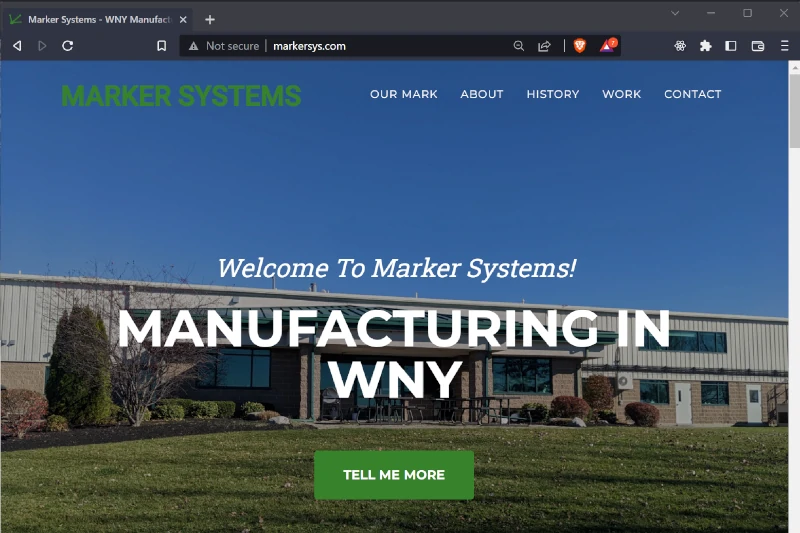 Marker Systems - WNY Manufact
Not secure
markersys.com
7
MARKER SYSTEMS
OUR MARK
ABOUT
HISTORY
WORK
CONTACT
Welcome To Marker Systems!
MANUFACTURING IN
WNY
TELL ME MORE